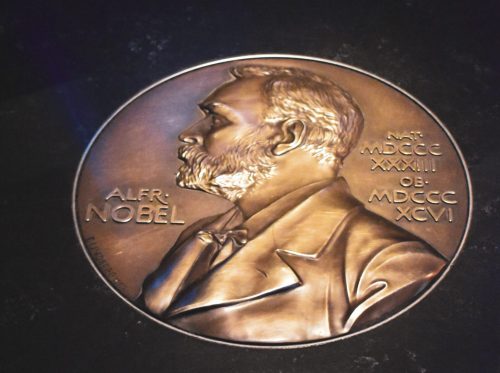 ALFR·
NOBEL
NAT·
MDCCC
XXXIII
OB·
MDCCC
XCVI